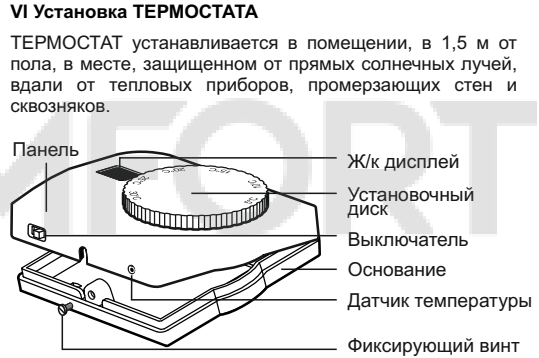 VI Установка ТЕРМОСТАТА
ТЕРМОСТАТ устанавливается в помещении, в 1,5 м от
пола, в месте, защищенном от прямых солнечных лучей,
вдали от тепловых приборов, промерзающих стен и
сквозняков.
Панель
Ж/к дисплей
Установочный
диск
Выключатель
Основание
Датчик температуры
Фиксирующий винт